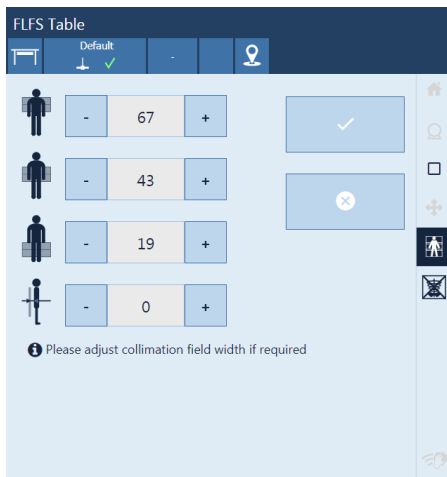 FLFS Table
Default
-
- 67 +
- 43 +
- 19 +
- 0 +
Please adjust collimation field width if required